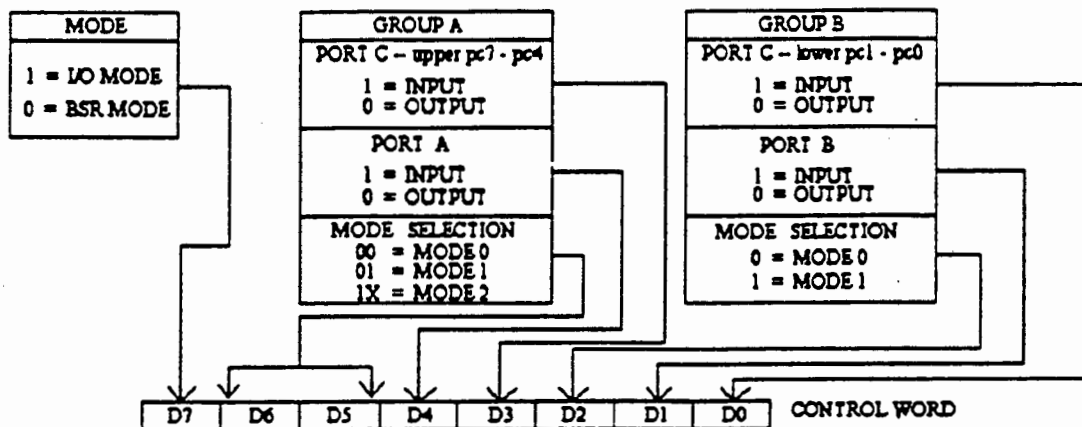 MODE
1 = I/O MODE
0 = BSR MODE
GROUP A
PORT C - upper pc7 - pc4
1 = INPUT
0 = OUTPUT
PORT A
1 = INPUT
0 = OUTPUT
MODE SELECTION
00 = MODE 0
01 = MODE 1
1X = MODE 2
GROUP B
PORT C - lower pc1 - pc0
1 = INPUT
0 = OUTPUT
PORT B
1 = INPUT
0 = OUTPUT
MODE SELECTION
0 = MODE 0
1 = MODE 1
D7 D6 D5 D4 D3 D2 D1 D0 CONTROL WORD